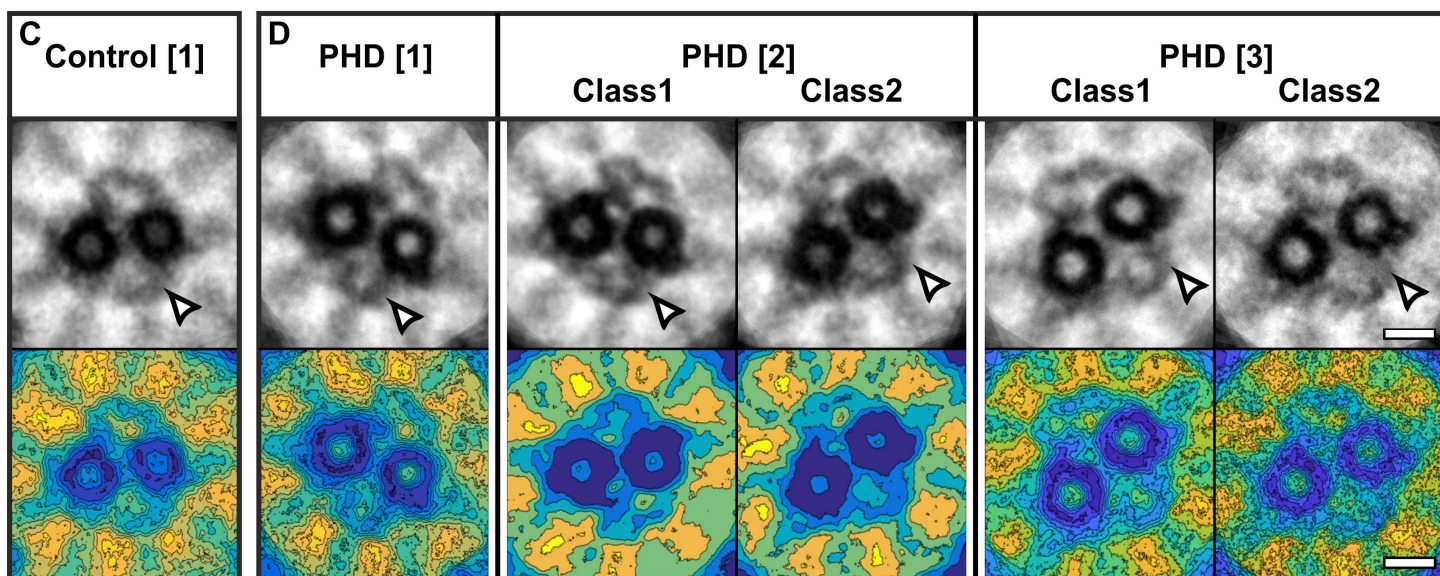 C
Control [1]
D
PHD [1]
PHD [2]
Class1
Class2
PHD [3]
Class1
Class2